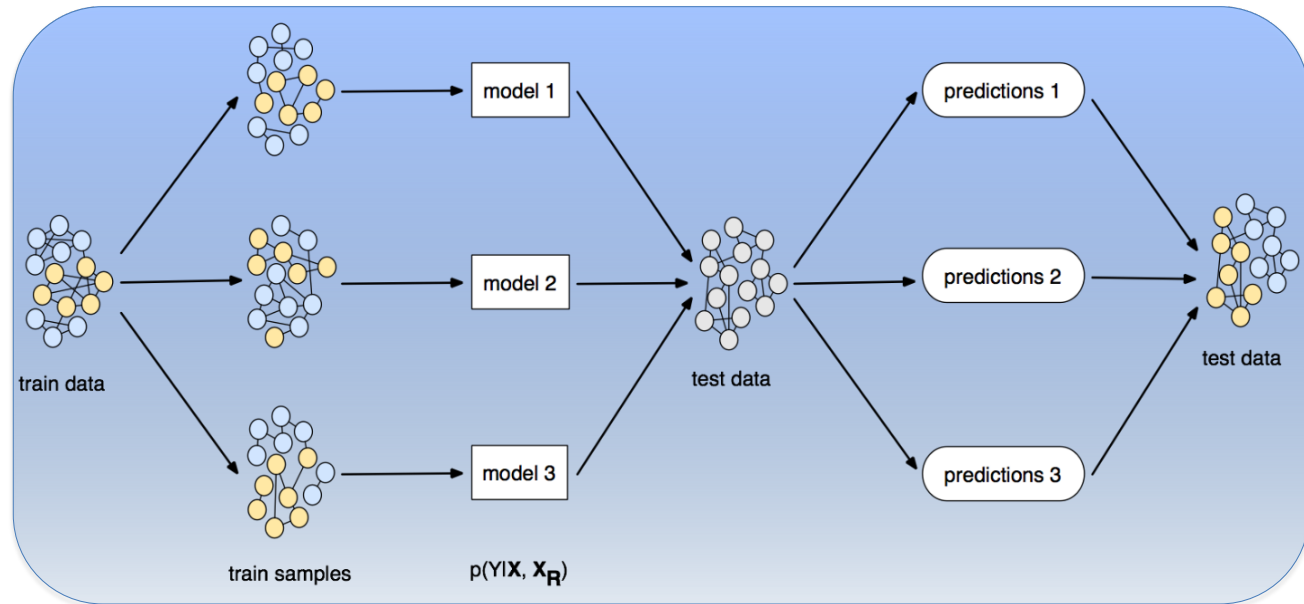 model 1
predictions 1
model 2
predictions 2
train data
test data
test data
model 3
predictions 3
train samples
p(Y|X, XR)